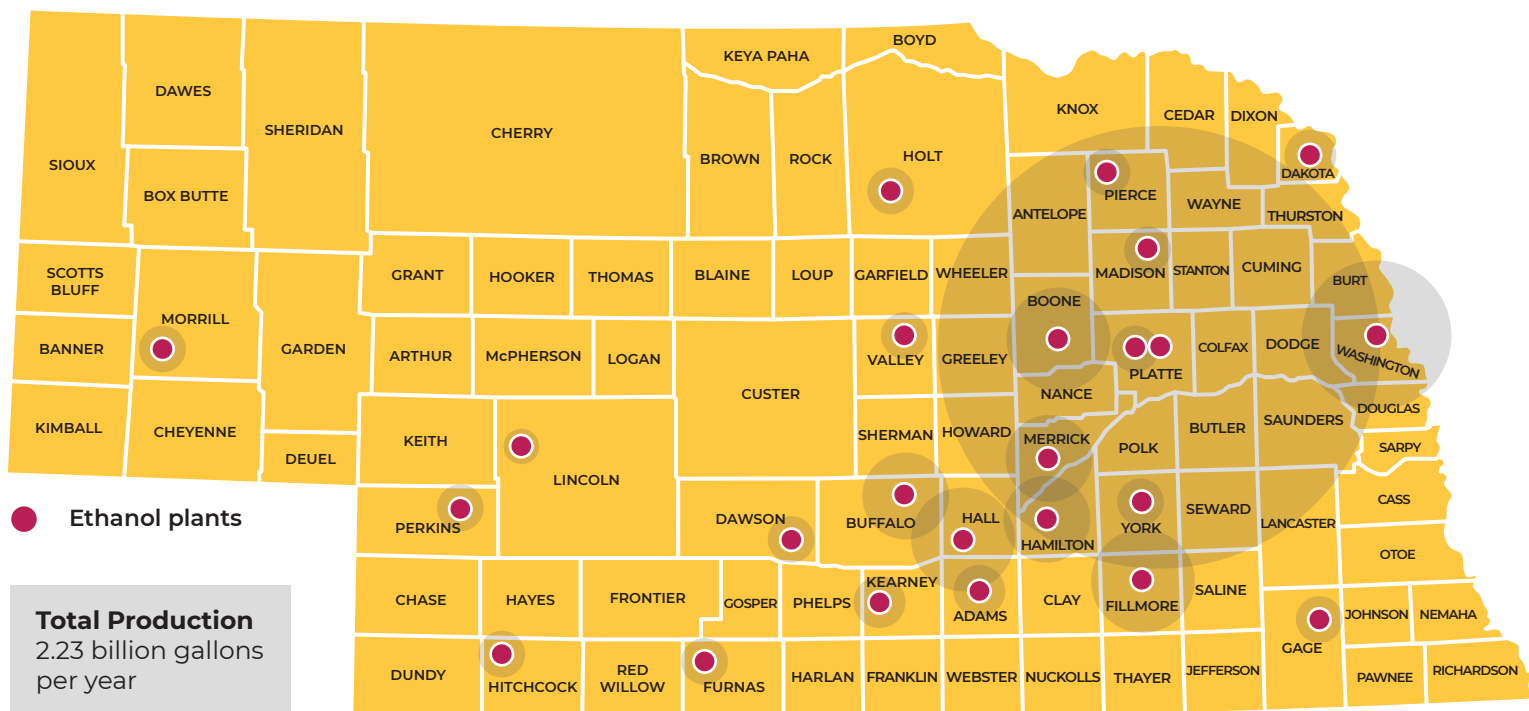 BOYD
KEYA PAHA
DAWES
KNOX
CEDAR
DIXON
SHERIDAN
CHERRY
SIOUX
BROWN
ROCK
HOLT
DAKOTA
BOX BUTTE
PIERCE
WAYNE
ANTELOPE
THURSTON
SCOTTS
BLUFF
GRANT
HOOKER
THOMAS
BLAINE
LOUP
GARFIELD
WHEELER
MADISON
STANTON
CUMING
BURT
BOONE
MORRILL
BANNER
GARDEN
ARTHUR
McPHERSON
LOGAN
VALLEY
GREELEY
PLATTE
COLFAX
DODGE
WASHINGTON
CUSTER
NANCE
DOUGLAS
KIMBALL
CHEYENNE
KEITH
SHERMAN
HOWARD
MERRICK
POLK
BUTLER
SAUNDERS
SARPY
DEUEL
LINCOLN
CASS
Ethanol plants
PERKINS
DAWSON
BUFFALO
HALL
HAMILTON
YORK
SEWARD
LANCASTER
OTOE
CHASE
HAYES
FRONTIER
GOSPER
PHELPS
KEARNEY
ADAMS
CLAY
FILLMORE
SALINE
JOHNSON
NEMAHA
Total Production
2.23 billion gallons
per year
DUNDY
HITCHCOCK
RED
WILLOW
FURNAS
HARLAN
FRANKLIN
WEBSTER
NUCKOLLS
THAYER
JEFFERSON
GAGE
PAWNEE
RICHARDSON